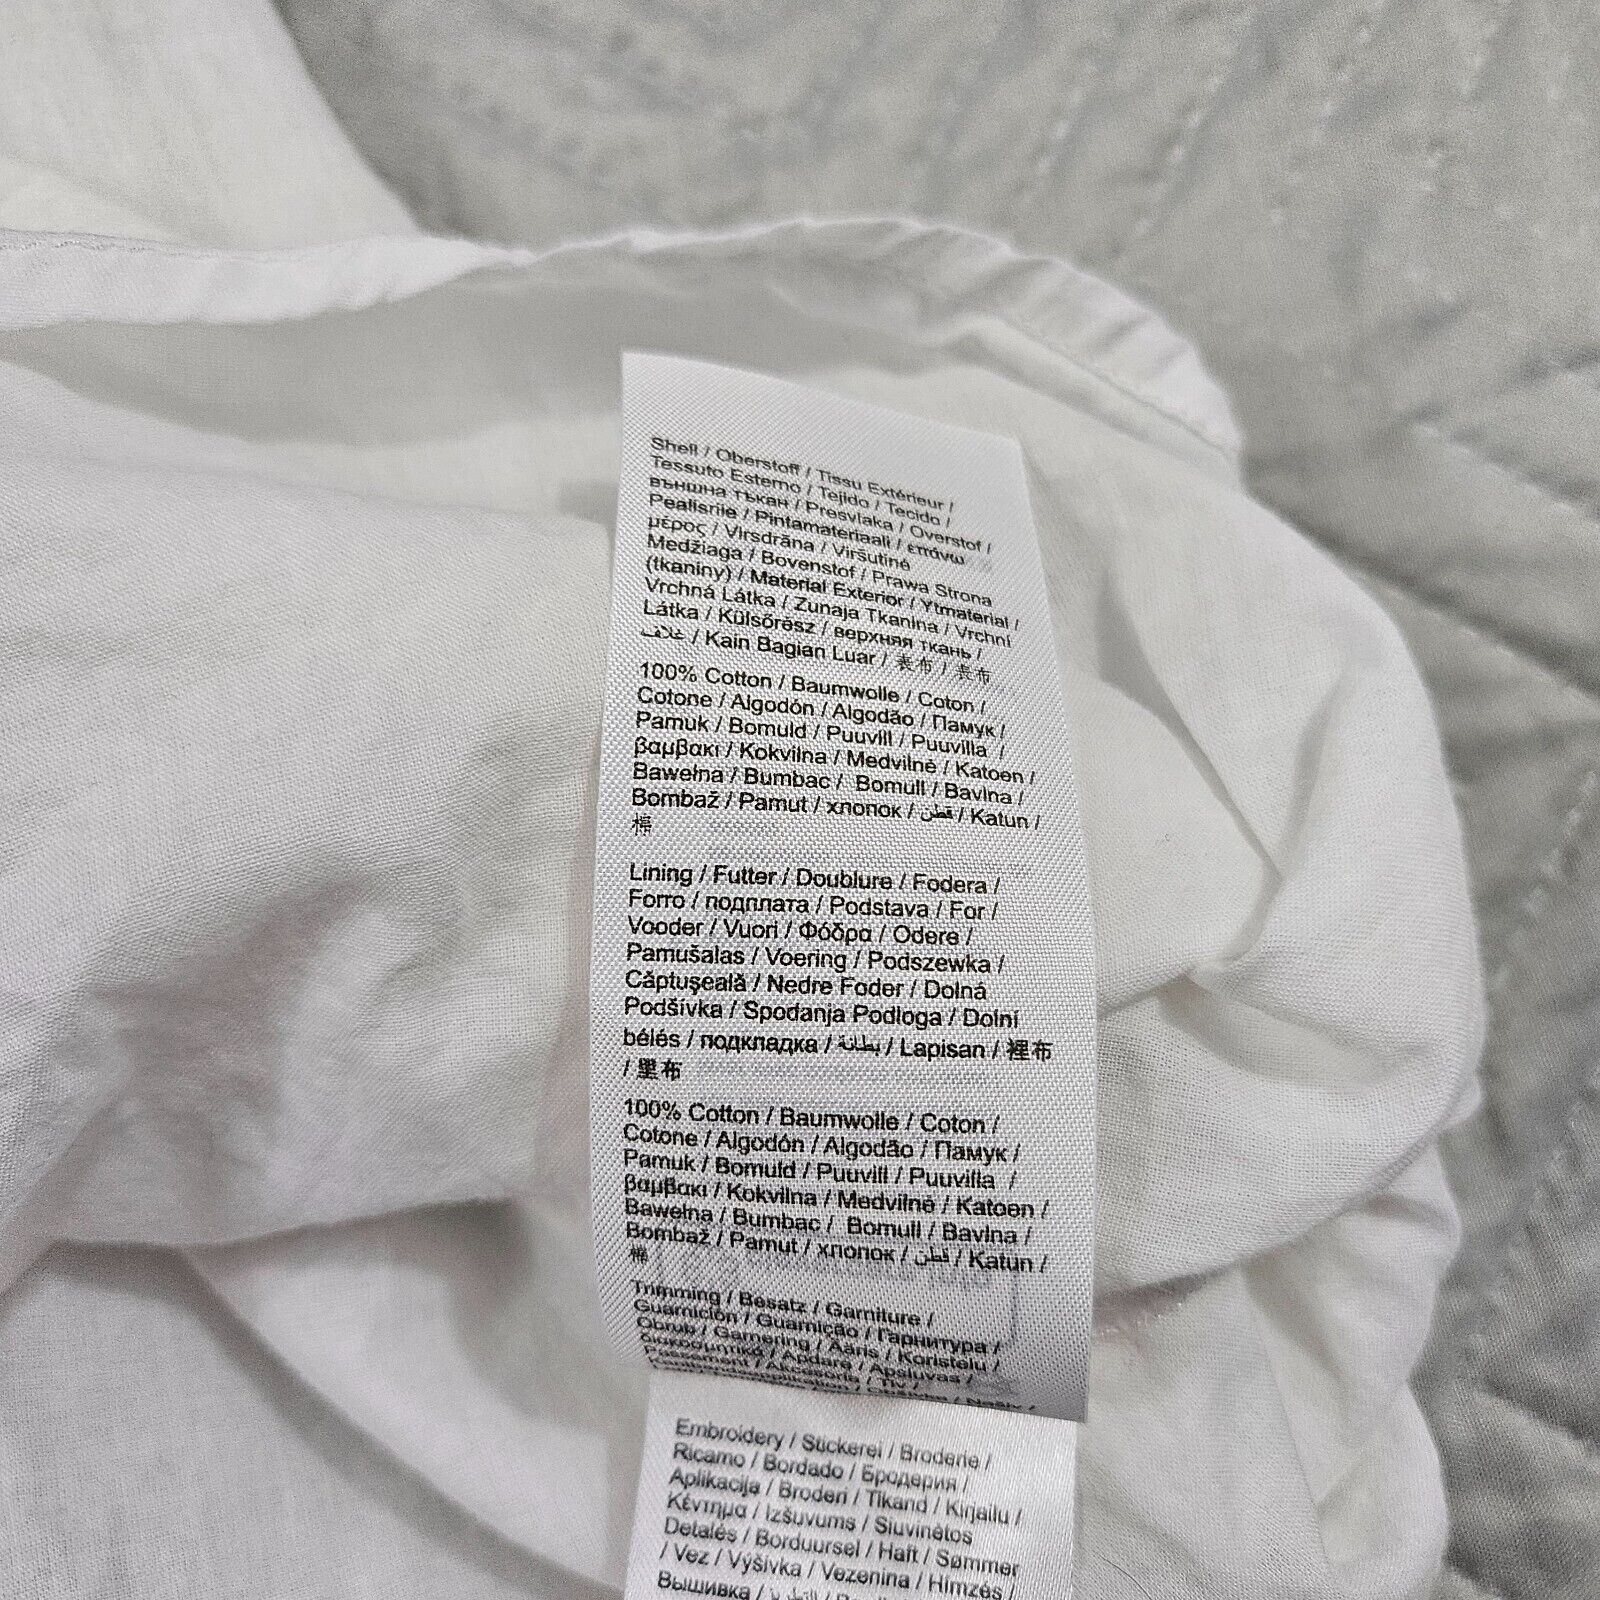 Shell / Oberstoff / Tissu Extérieur /
Tessuto Esterno / Tejido / Tecido /
външна тъкан / Presvlaka / Overstof /
Pealisriie / Pintamateriaali / επάνω
μέρος / Virsdrāna / Viršutinė
Medžiaga / Bovenstof / Prawa Strona
(tkaniny) / Material Exterior / Ytmaterial /
Vrchná Látka / Zunaja Tkanina / Vrchní
Látka / Külsőrész / верхняя ткань /
غلاف / Kain Bagian Luar / 表布 / 表布
100% Cotton / Baumwolle / Coton /
Cotone / Algodón / Algodão / Памук /
Pamuk / Bomuld / Puuvill / Puuvilla /
βαμβακι / Kokvilna / Medvilnė / Katoen /
Bawełna / Bumbac / Bomull / Bavlna /
Bombaž / Pamut / хлопок / قطن / Katun /
棉
Lining / Futter / Doublure / Fodera /
Forro / подплата / Podstava / For /
Vooder / Vuori / Φόδρα / Odere /
Pamušalas / Voering / Podszewka /
Căptuşeală / Nedre Foder / Dolná
Podšívka / Spodanja Podloga / Dolní
bélés / подкладка / بطانة / Lapisan / 裡布
/ 里布
100% Cotton / Baumwolle / Coton /
Cotone / Algodón / Algodão / Памук /
Pamuk / Bomuld / Puuvill / Puuvilla /
βαμβακι / Kokvilna / Medvilnė / Katoen /
Bawełna / Bumbac / Bomull / Bavlna /
Bombaž / Pamut / хлопок / قطن / Katun /
棉
Trimming / Besatz / Garniture /
Guarnición / Guarnição / Гарнитура /
Obrub / Garnering / Ääris / Koristelu /
διακοσμητικό / Apdare / Apsiuvas /
Passement / Akcesoria / Tiv /
Embroidery / Stickerei / Broderie /
Ricamo / Bordado / Бродерия /
Aplikacija / Broderi / Tikand / Kirjailu /
Κέντημα / Izšuvums / Siuvinėtos
Detalės / Borduursel / Haft / Sømmer
/ Vez / Výšivka / Vezenina / Hímzés /
Вышивка /